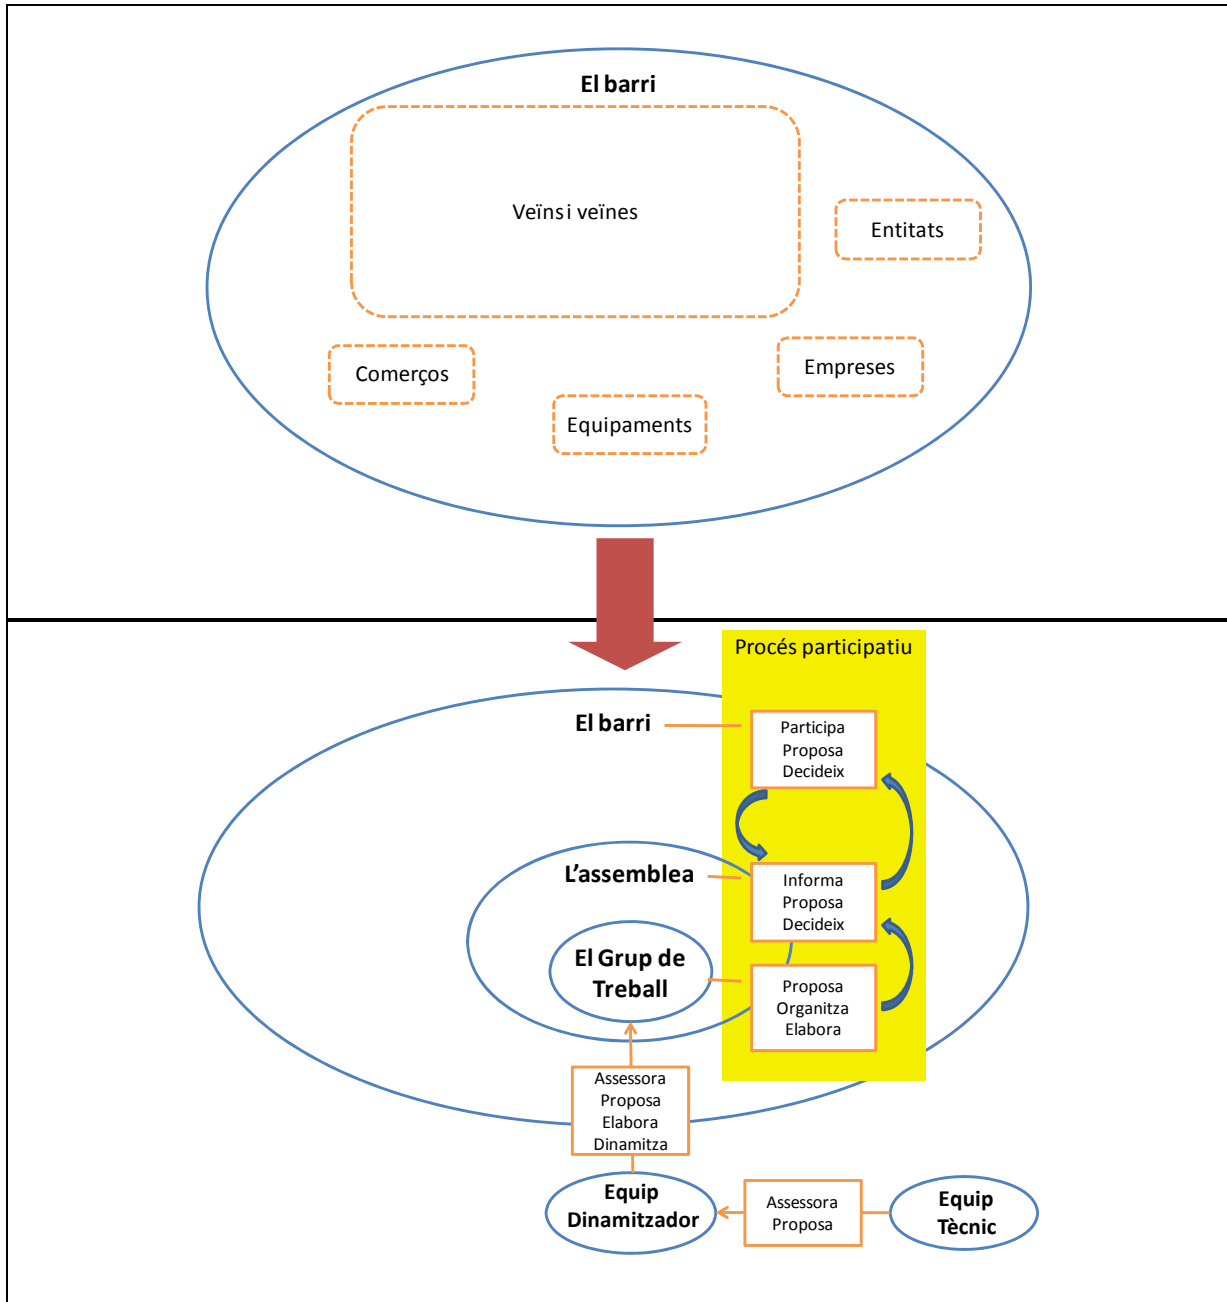 El barri
Veïns i veïnes
Entitats
Comerços
Empreses
Equipaments
Procés participatiu
El barri
Participa
Proposa
Decideix
L'assemblea
Informa
Proposa
Decideix
El Grup de
Treball
Proposa
Organitza
Elabora
Assessora
Proposa
Elabora
Dinamitza
Equip
Dinamitzador
Assessora
Proposa
Equip
Tècnic